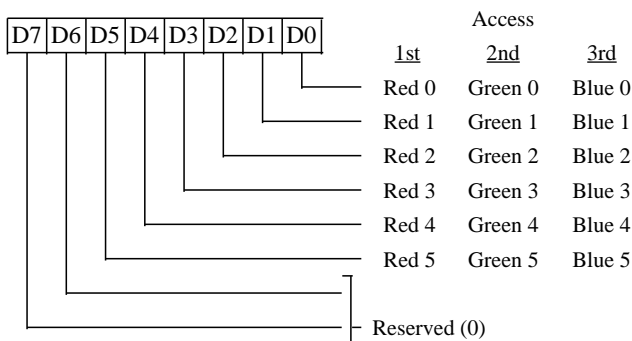 Access
D7 D6 D5 D4 D3 D2 D1 D0
1st 2nd 3rd
Red 0 Green 0 Blue 0
Red 1 Green 1 Blue 1
Red 2 Green 2 Blue 2
Red 3 Green 3 Blue 3
Red 4 Green 4 Blue 4
Red 5 Green 5 Blue 5
Reserved (0)